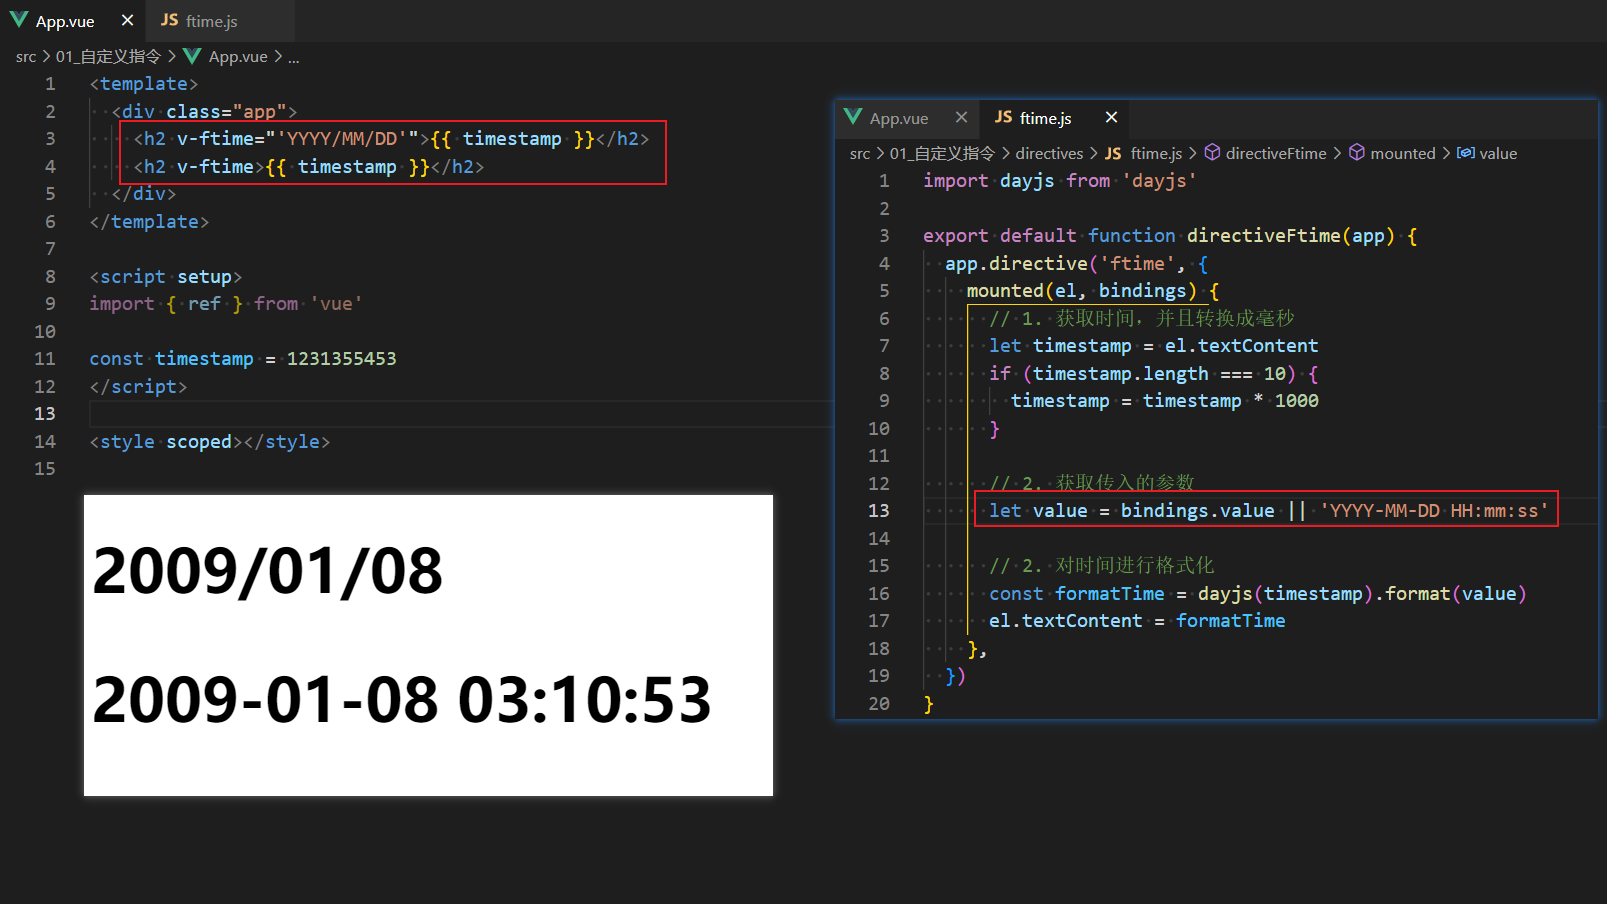 App.vue
JS ftime.js
src > 01_自定义指令 > App.vue > ...
1 <template>
2 <div class="app">
3 <h2 v-ftime="'YYYY/MM/DD'">{{ timestamp }}</h2>
4 <h2 v-ftime>{{ timestamp }}</h2>
5 </div>
6 </template>
7
8 <script setup>
9 import { ref } from 'vue'
10
11 const timestamp = 1231355453
12 </script>
13
14 <style scoped></style>
15
2009/01/08
2009-01-08 03:10:53
App.vue
JS ftime.js
src > 01_自定义指令 > directives > JS ftime.js > directiveFtime > mounted > value
1 import dayjs from 'dayjs'
2
3 export default function directiveFtime(app) {
4 app.directive('ftime', {
5 mounted(el, bindings) {
6 // 1. 获取时间，并且转换成毫秒
7 let timestamp = el.textContent
8 if (timestamp.length === 10) {
9 timestamp = timestamp * 1000
10 }
11
12 // 2. 获取传入的参数
13 let value = bindings.value || 'YYYY-MM-DD HH:mm:ss'
14
15 // 2. 对时间进行格式化
16 const formatTime = dayjs(timestamp).format(value)
17 el.textContent = formatTime
18 },
19 })
20 }